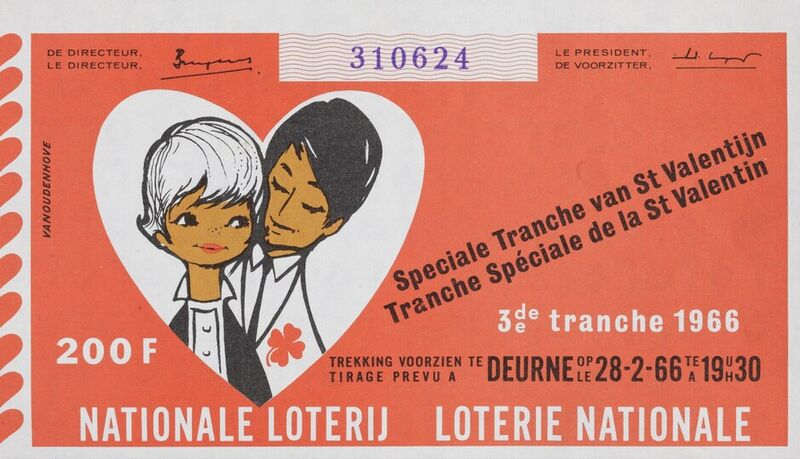 DE DIRECTEUR,
LE DIRECTEUR,
310624
LE PRESIDENT,
DE VOORZITTER,
VANOUDENHOVE
Speciale Tranche van St Valentijn
Tranche Spéciale de la St Valentin
3de e tranche 1966
200 F
TREKKING VOORZIEN TE
TIRAGE PREVU A
DEURNE OP LE 28-2-66 TE A 19 U H 30
NATIONALE LOTERIJ LOTERIE NATIONALE